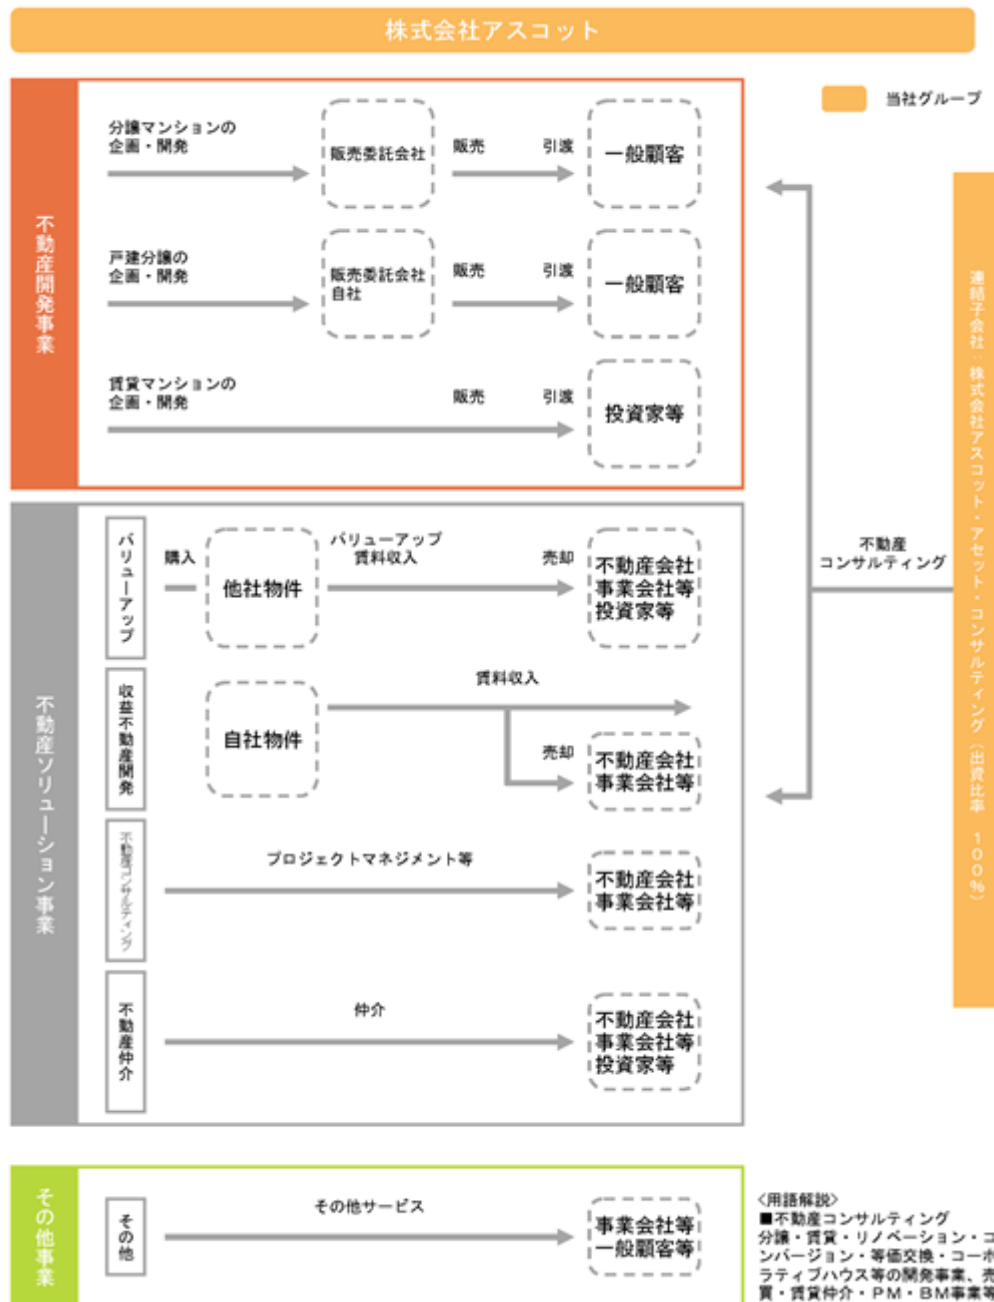 株式会社アスコット
当社グループ
不動産開発事業
分譲マンションの
企画・開発
販売委託会社
販売
引渡
一般顧客
戸建分譲の
企画・開発
販売委託会社
自社
販売
引渡
一般顧客
賃貸マンションの
企画・開発
販売
引渡
投資家等
不動産ソリューション事業
バリューアップ
購入
他社物件
バリューアップ
賃料収入
売却
不動産会社
事業会社等
投資家等
収益不動産開発
自社物件
賃料収入
売却
不動産会社
事業会社等
不動産コンサルティング
プロジェクトマネジメント等
不動産会社
事業会社等
不動産仲介
仲介
不動産会社
事業会社等
投資家等
不動産
コンサルティング
連結子会社：株式会社アスコット・アセット・コンサルティング（出資比率 100％）
その他事業
その他
その他サービス
事業会社等
一般顧客等
〈用語解説〉
■不動産コンサルティング
分譲・賃貸・リノベーション・コ
ンバージョン・等価交換・コーポ
ラティブハウス等の開発事業、売
買・賃貸仲介・PM・BM事業等